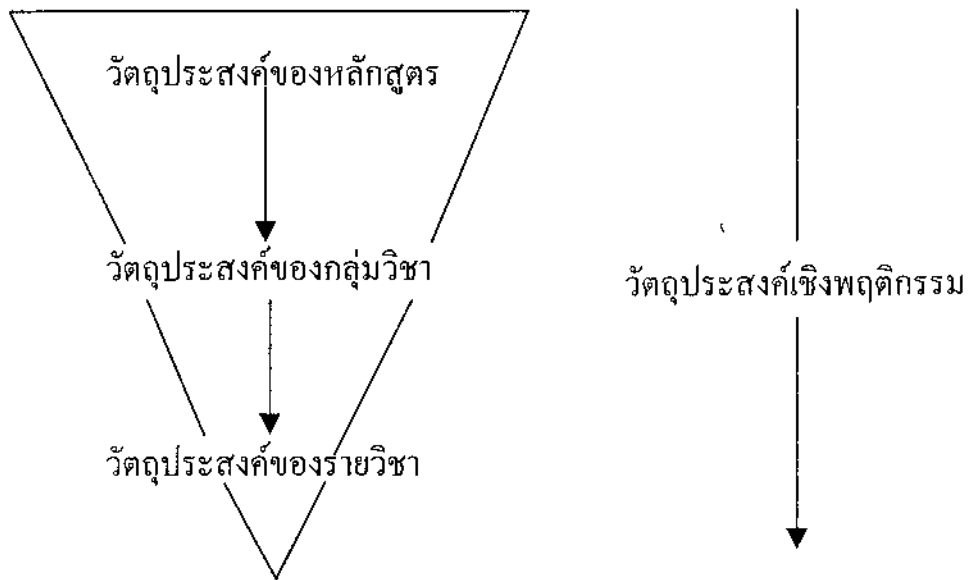 วัตถุประสงค์ของหลักสูตร
วัตถุประสงค์ของกลุ่มวิชา
วัตถุประสงค์เชิงพฤติกรรม
วัตถุประสงค์ของรายวิชา